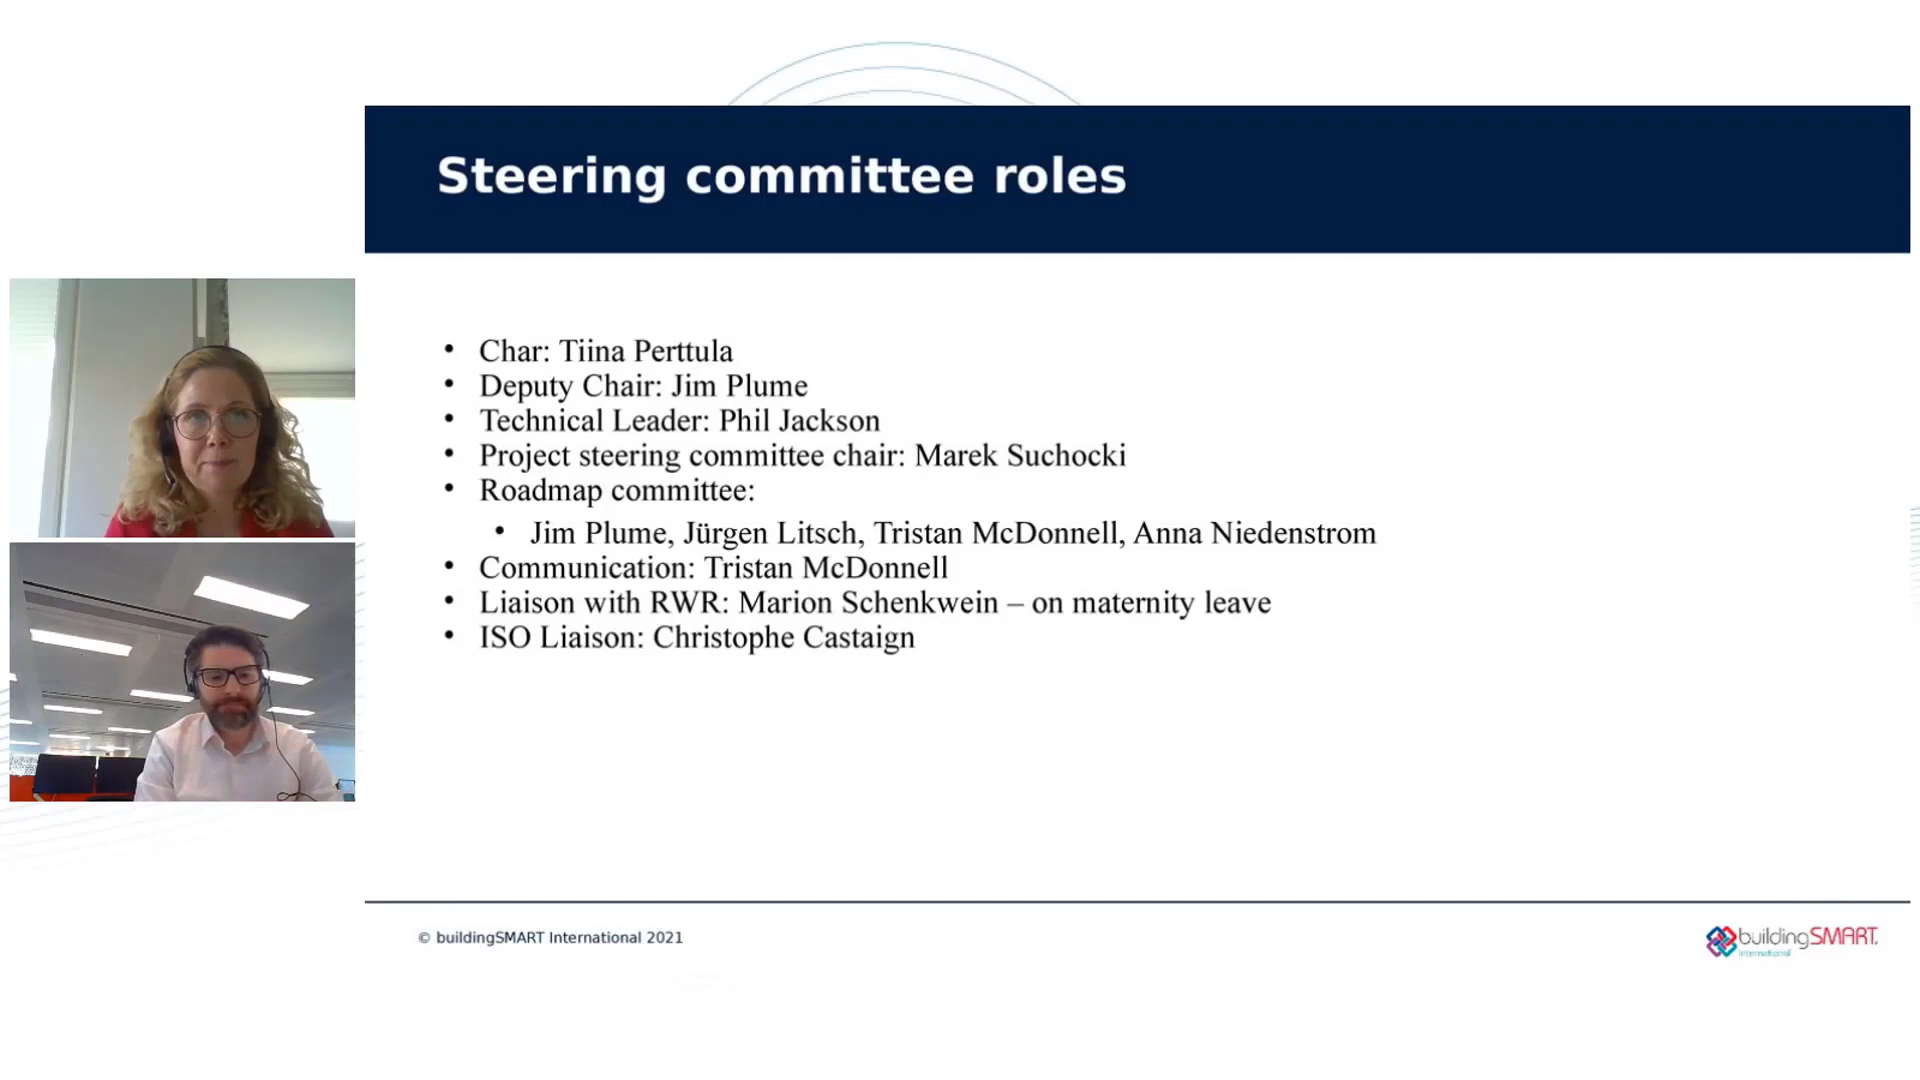 Steering committee roles
• Char: Tiina Perttula
• Deputy Chair: Jim Plume
• Technical Leader: Phil Jackson
• Project steering committee chair: Marek Suchocki
• Roadmap committee:
• Jim Plume, Jürgen Litsch, Tristan McDonnell, Anna Niedenstrom
• Communication: Tristan McDonnell
• Liaison with RWR: Marion Schenkwein – on maternity leave
• ISO Liaison: Christophe Castaign
© buildingSMART International 2021
buildingSMART.
International